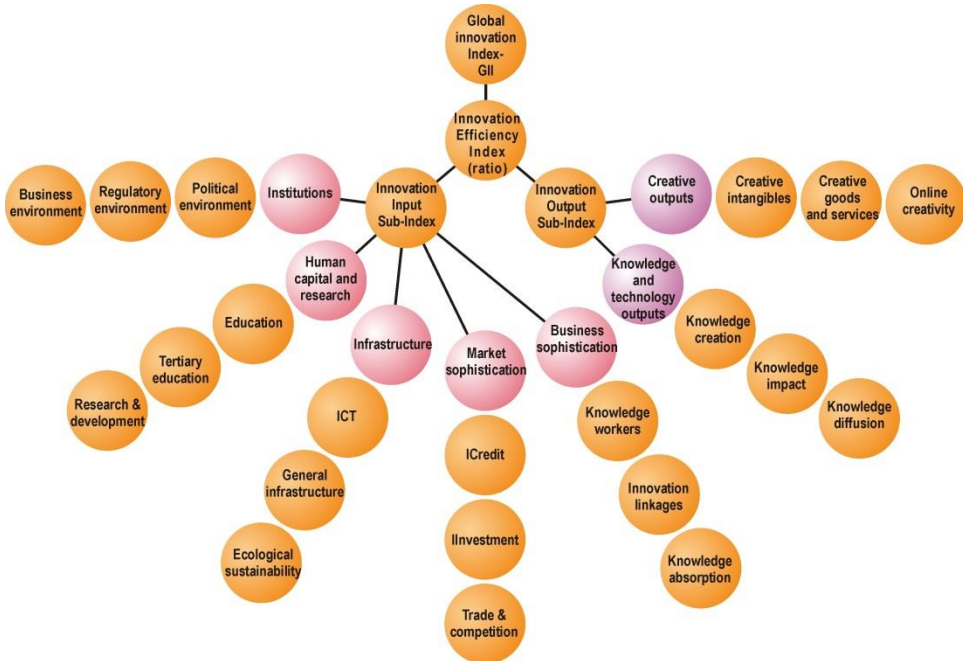 Global
innovation
Index-
GII
Innovation
Efficiency
Index
(ratio)
Business
environment
Regulatory
environment
Political
environment
Institutions
Innovation
Input
Sub-Index
Innovation
Output
Sub-Index
Creative
outputs
Creative
intangibles
Creative
goods
and services
Online
creativity
Human
capital and
research
Education
Tertiary
education
Research &
development
Infrastructure
ICT
General
infrastructure
Ecological
sustainability
Market
sophistication
ICredit
IInvestment
Trade &
competition
Business
sophistication
Knowledge
workers
Innovation
linkages
Knowledge
absorption
Knowledge
and
technology
outputs
Knowledge
creation
Knowledge
impact
Knowledge
diffusion